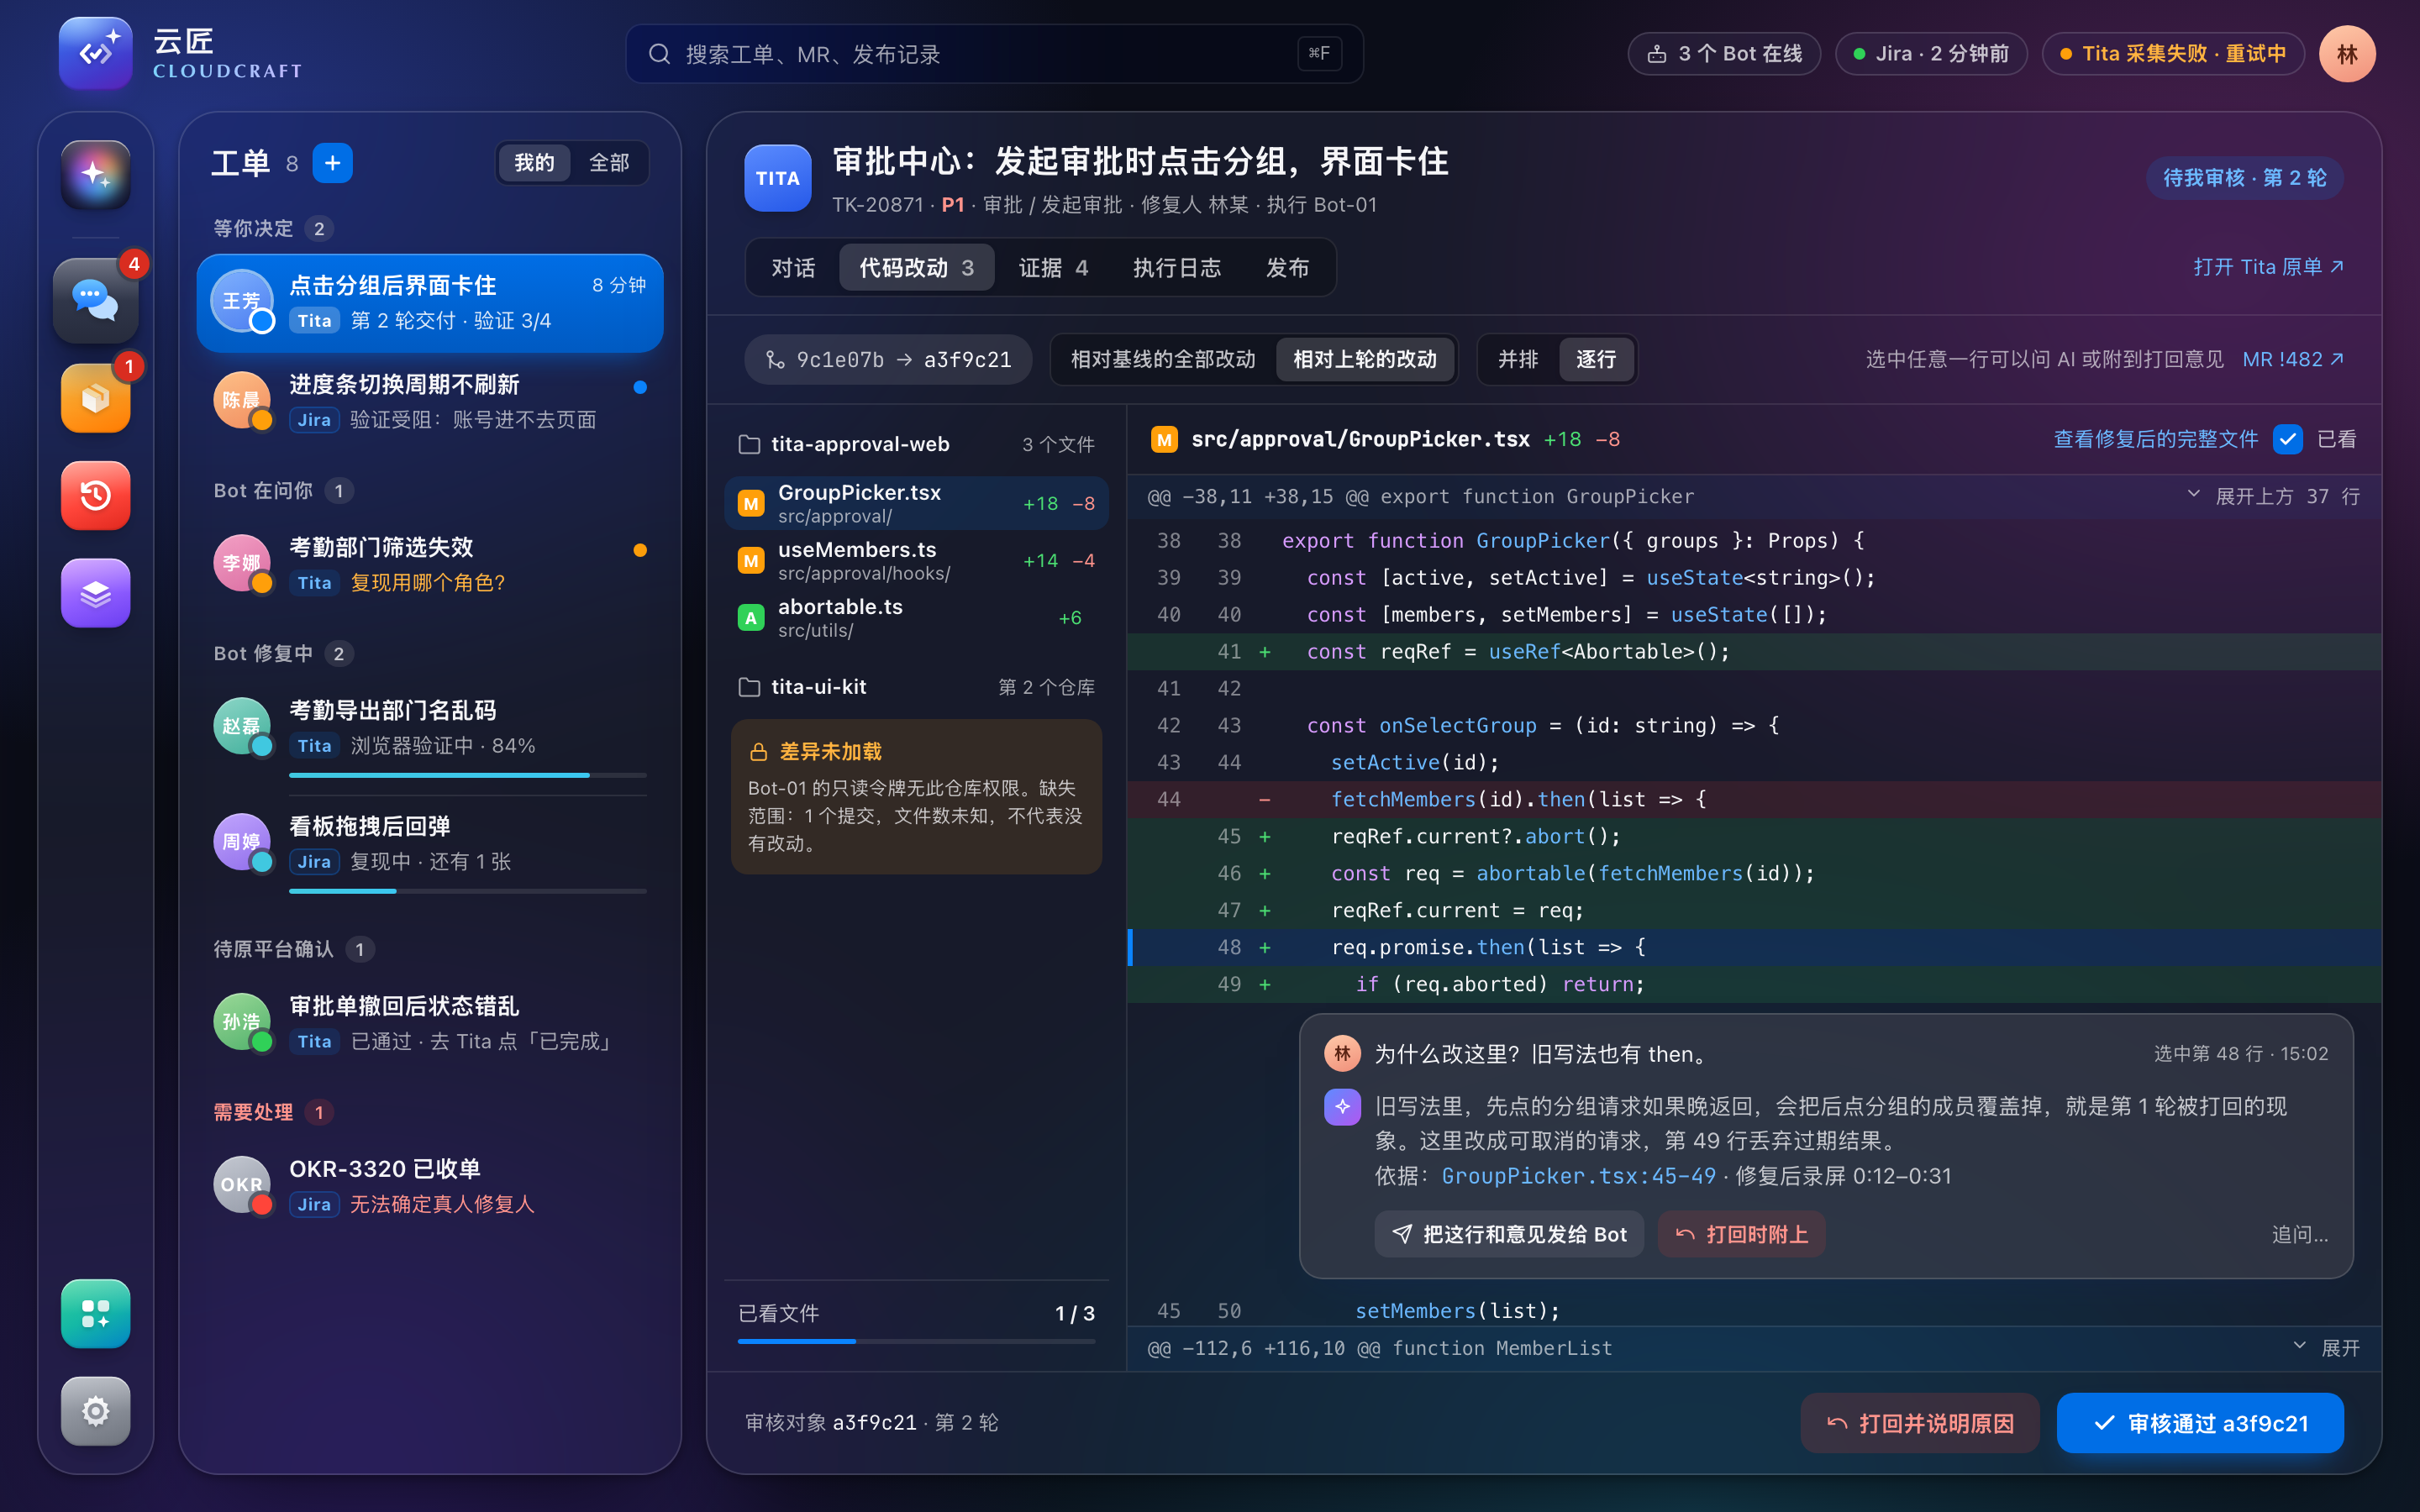 云匠
CLOUDCRAFT
搜索工单、MR、发布记录
⌘F
3 个 Bot 在线
Jira · 2 分钟前
Tita 采集失败 · 重试中
林
4
1
工单 8 +
我的 全部
等你决定 2
王芳
点击分组后界面卡住 8 分钟
Tita 第 2 轮交付 · 验证 3/4
陈晨
进度条切换周期不刷新
Jira 验证受阻：账号进不去页面
Bot 在问你 1
李娜
考勤部门筛选失效
Tita 复现用哪个角色？
Bot 修复中 2
赵磊
考勤导出部门名乱码
Tita 浏览器验证中 · 84%
周婷
看板拖拽后回弹
Jira 复现中 · 还有 1 张
待原平台确认 1
孙浩
审批单撤回后状态错乱
Tita 已通过 · 去 Tita 点「已完成」
需要处理 1
OKR
OKR-3320 已收单
Jira 无法确定真人修复人
TITA
审批中心：发起审批时点击分组，界面卡住
TK-20871 · P1 · 审批 / 发起审批 · 修复人 林某 · 执行 Bot-01
待我审核 · 第 2 轮
对话 代码改动 3 证据 4 执行日志 发布
打开 Tita 原单 ↗
9c1e07b → a3f9c21
相对基线的全部改动 相对上轮的改动
并排 逐行
选中任意一行可以问 AI 或附到打回意见 MR !482 ↗
tita-approval-web 3 个文件
M GroupPicker.tsx +18 −8
src/approval/
M useMembers.ts +14 −4
src/approval/hooks/
A abortable.ts +6
src/utils/
tita-ui-kit 第 2 个仓库
差异未加载
Bot-01 的只读令牌无此仓库权限。缺失
范围：1 个提交，文件数未知，不代表没
有改动。
已看文件 1 / 3
M src/approval/GroupPicker.tsx +18 −8
查看修复后的完整文件 已看
@@ −38,11 +38,15 @@ export function GroupPicker 展开上方 37 行
38 38 export function GroupPicker({ groups }: Props) {
39 39 const [active, setActive] = useState<string>();
40 40 const [members, setMembers] = useState([]);
41 + const reqRef = useRef<Abortable>();
41 42
42 43 const onSelectGroup = (id: string) => {
43 44 setActive(id);
44 − fetchMembers(id).then(list => {
45 + reqRef.current?.abort();
46 + const req = abortable(fetchMembers(id));
47 + reqRef.current = req;
48 + req.promise.then(list => {
49 + if (req.aborted) return;
林 为什么改这里？旧写法也有 then。 选中第 48 行 · 15:02
旧写法里，先点的分组请求如果晚返回，会把后点分组的成员覆盖掉，就是第 1 轮被打回的现
象。这里改成可取消的请求，第 49 行丢弃过期结果。
依据：GroupPicker.tsx:45–49 · 修复后录屏 0:12–0:31
把这行和意见发给 Bot 打回时附上 追问…
45 50 setMembers(list);
@@ −112,6 +116,10 @@ function MemberList 展开
审核对象 a3f9c21 · 第 2 轮
打回并说明原因 审核通过 a3f9c21